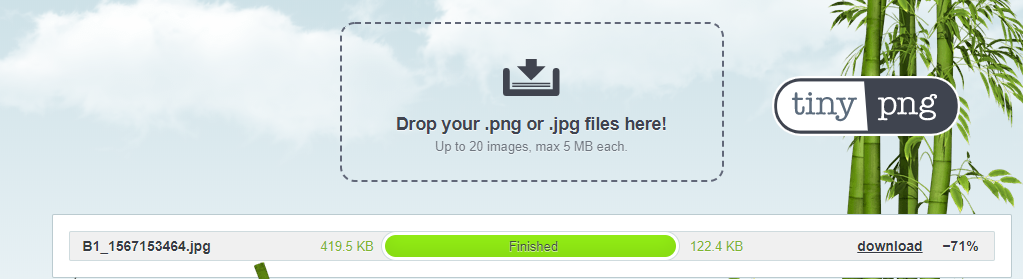 Drop your .png or .jpg files here!
Up to 20 images, max 5 MB each.
tiny png
B1_1567153464.jpg 419.5 KB Finished 122.4 KB download −71%